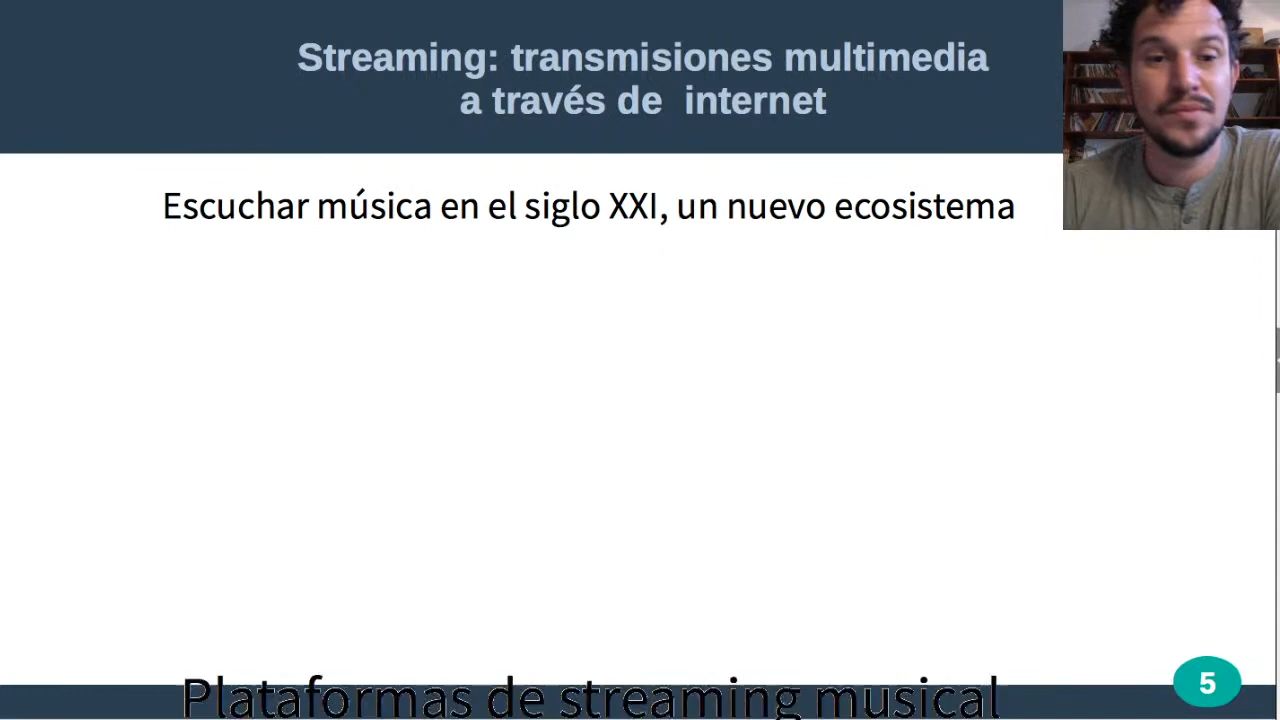 Streaming: transmisiones multimedia
a través de  internet
Escuchar música en el siglo XXI, un nuevo ecosistema
Plataformas de streaming musical
5